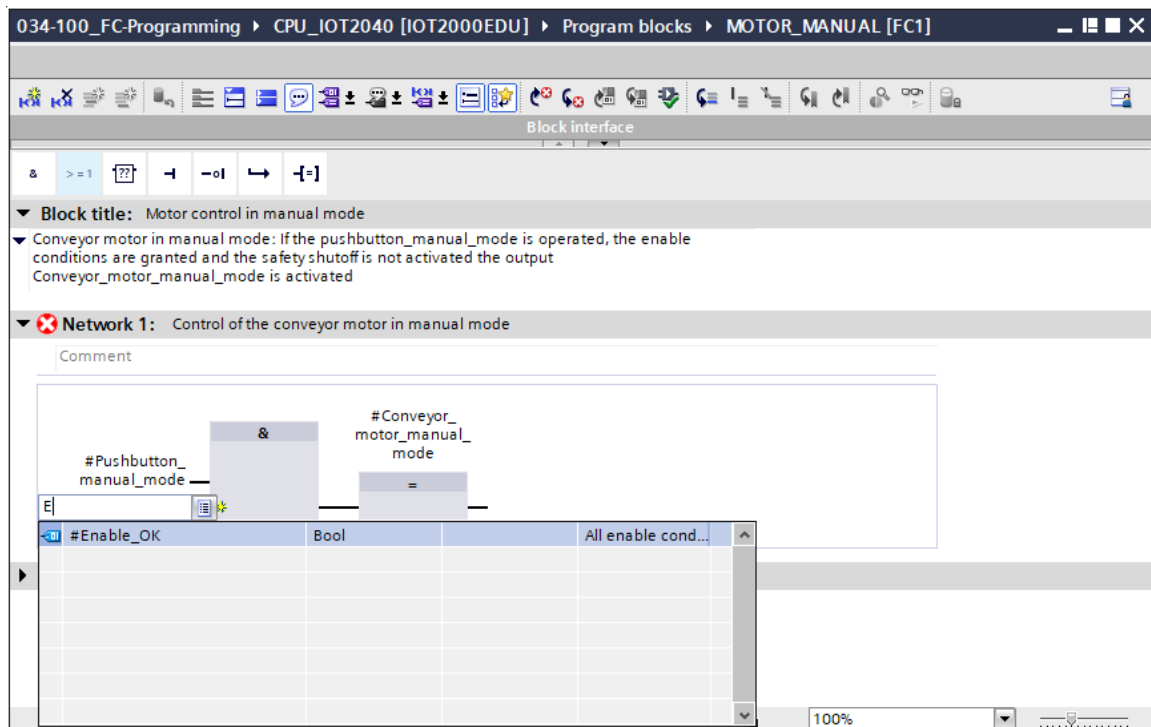 034-100_FC-Programming ▸ CPU_IOT2040 [IOT2000EDU] ▸ Program blocks ▸ MOTOR_MANUAL [FC1]
Block interface
& >=1 ?? ⊣ –o| ↦ –[=]
Block title: Motor control in manual mode
Conveyor motor in manual mode: If the pushbutton_manual_mode is operated, the enable
conditions are granted and the safety shutoff is not activated the output
Conveyor_motor_manual_mode is activated
Network 1: Control of the conveyor motor in manual mode
Comment
#Conveyor_
motor_manual_
mode
&
#Pushbutton_
manual_mode
=
E
#Enable_OK Bool All enable cond...
100%